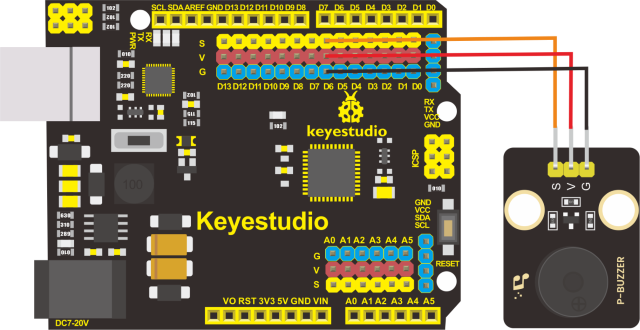 SCL SDA AREF GND D13 D12 D11 D10 D9 D8 D7 D6 D5 D4 D3 D2 D1 D0
RX
TX
PWR
S
V
G
D13 D12 D11 D10 D9 D8 D7 D6 D5 D4 D3 D2 D1 D0
RX
TX
VCC
GND
keyestudio
ICSP
100
Keyestudio
GND
VCC
SDA
SCL
RESET
A0 A1 A2 A3 A4 A5
G
V
S
VO RST 3V3 5V GND VIN A0 A1 A2 A3 A4 A5
DC7-20V
S V G
P-BUZZER